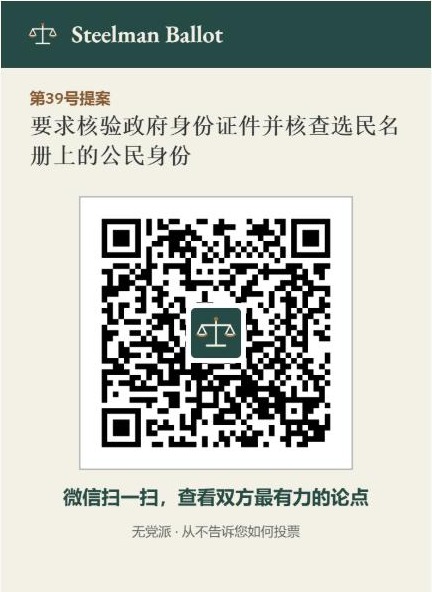 Steelman Ballot
第39号提案
要求核验政府身份证件并核查选民名
册上的公民身份
微信扫一扫，查看双方最有力的论点
无党派 · 从不告诉您如何投票